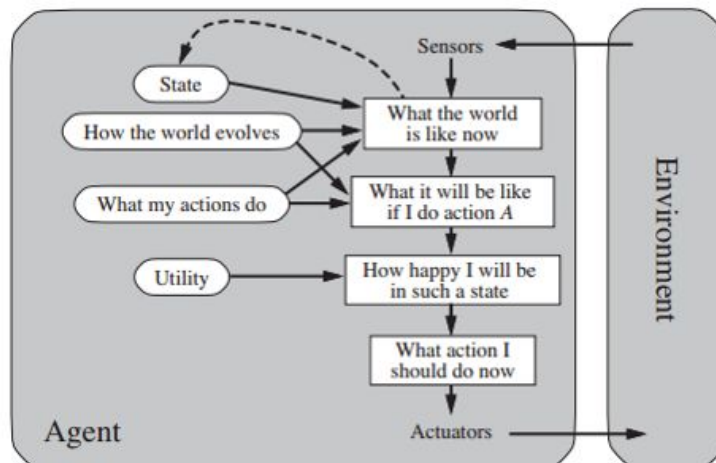 Sensors
State
What the world
is like now
How the world evolves
What my actions do
What it will be like
if I do action A
Utility
How happy I will be
in such a state
What action I
should do now
Agent
Actuators
Environment